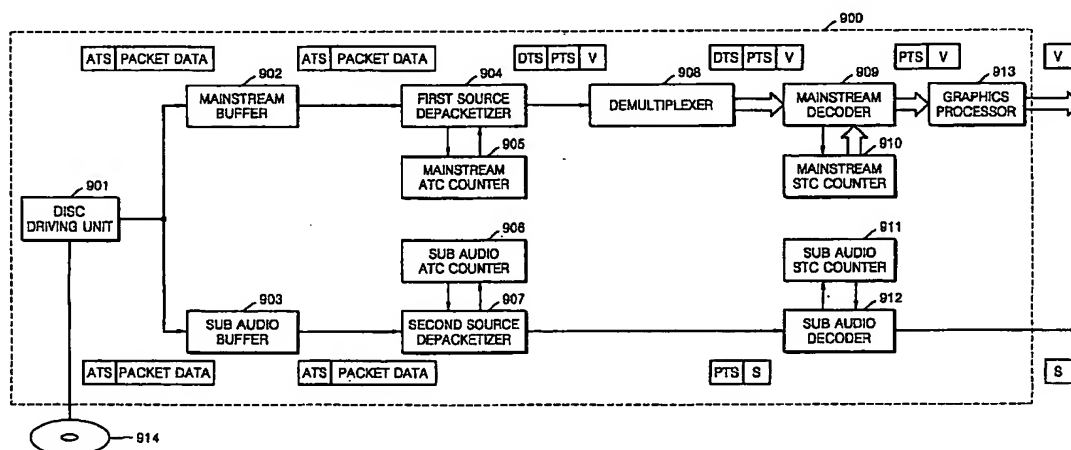 900
ATS PACKET DATA
ATS PACKET DATA
DTS PTS V
DTS PTS V
PTS V
V
902
904
908
909
913
MAINSTREAM
BUFFER
FIRST SOURCE
DEPACKETIZER
DEMULTIPLEXER
MAINSTREAM
DECODER
GRAPHICS
PROCESSOR
905
910
MAINSTREAM
ATC COUNTER
MAINSTREAM
STC COUNTER
901
DISC
DRIVING UNIT
906
911
SUB AUDIO
ATC COUNTER
SUB AUDIO
STC COUNTER
903
907
912
SUB AUDIO
BUFFER
SECOND SOURCE
DEPACKETIZER
SUB AUDIO
DECODER
ATS PACKET DATA
ATS PACKET DATA
PTS S
S
914